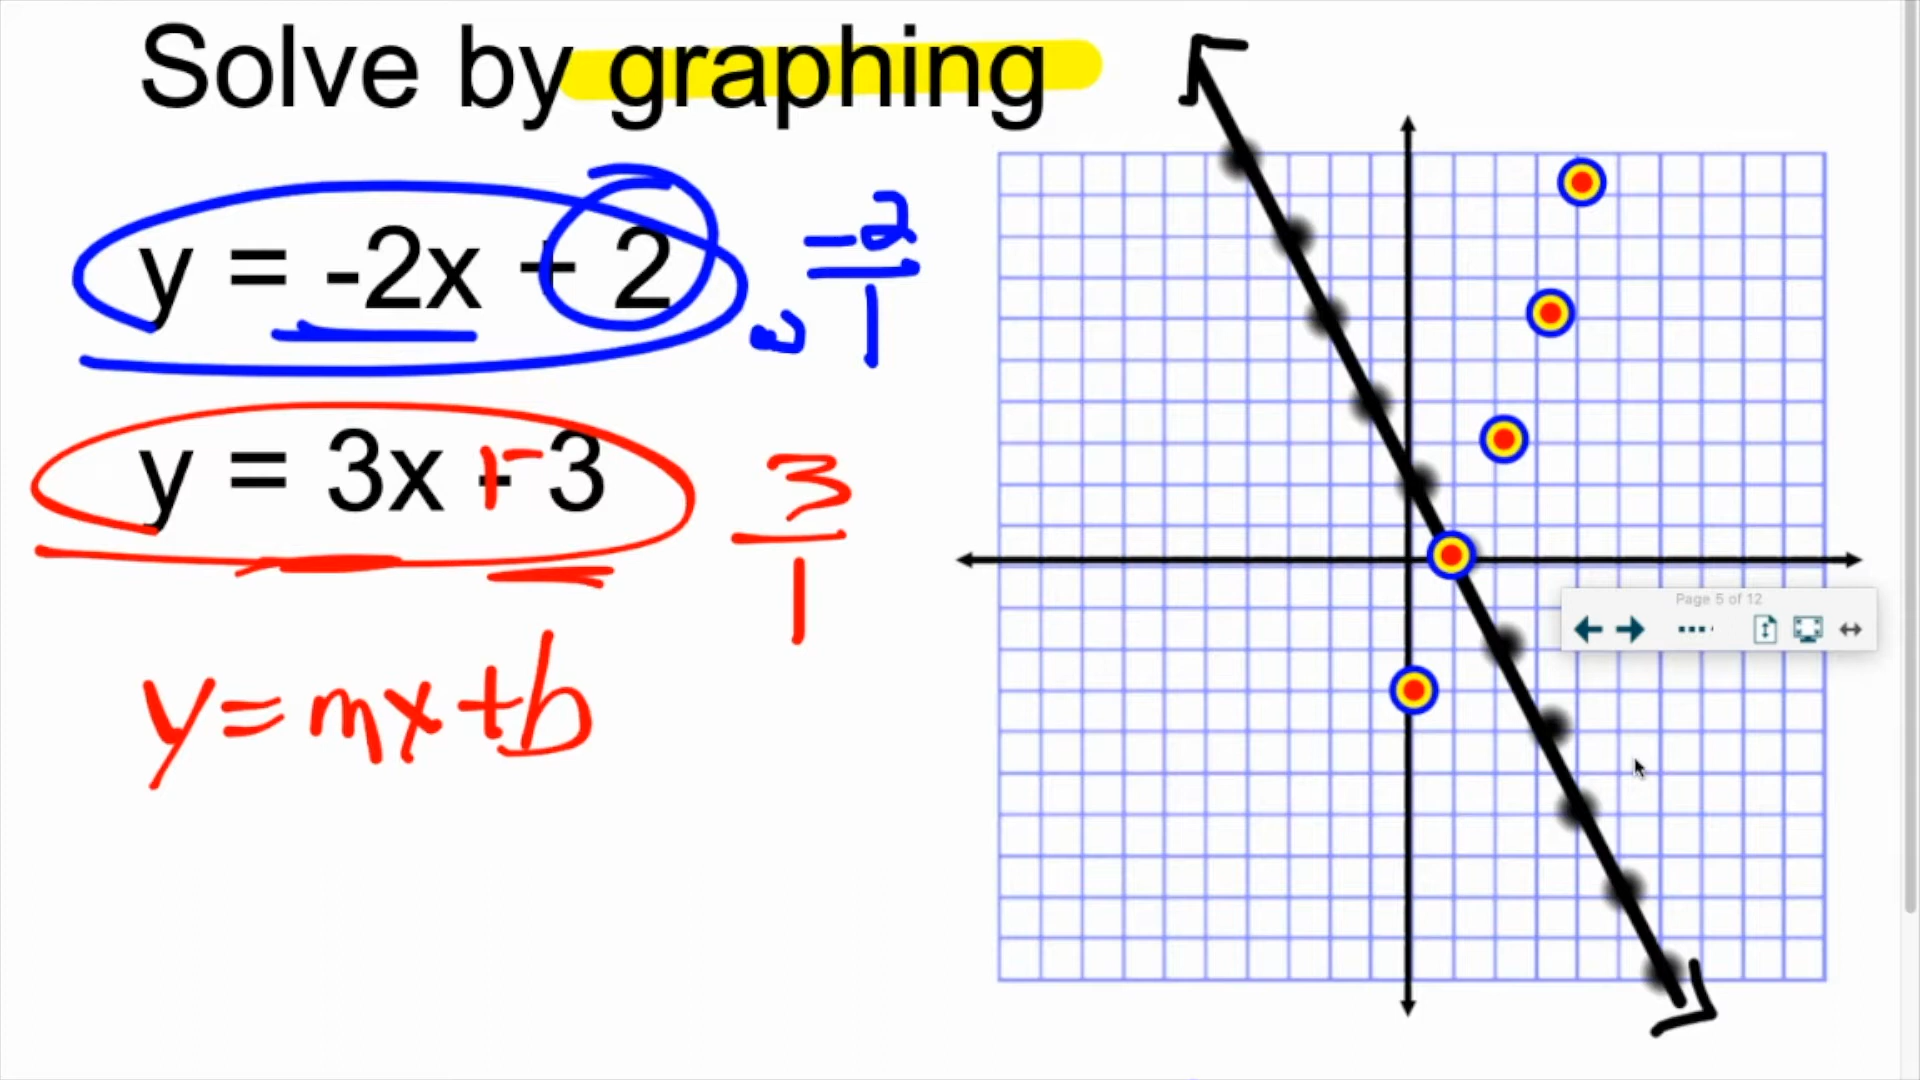 Solve by graphing
y = -2x + 2
-2
1
y = 3x - 3
3
1
y = mx + b
Page 5 of 12